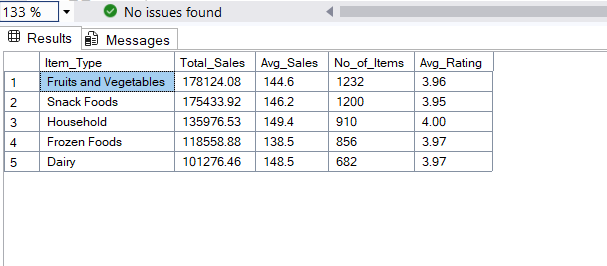 133 % No issues found
Results Messages
Item_Type Total_Sales Avg_Sales No_of_Items Avg_Rating
1 Fruits and Vegetables 178124.08 144.6 1232 3.96
2 Snack Foods 175433.92 146.2 1200 3.95
3 Household 135976.53 149.4 910 4.00
4 Frozen Foods 118558.88 138.5 856 3.97
5 Dairy 101276.46 148.5 682 3.97